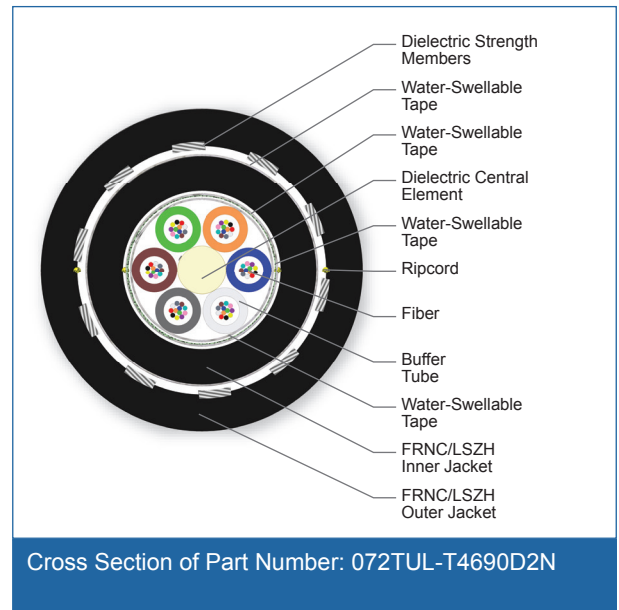 Dielectric Strength
Members
Water-Swellable
Tape
Water-Swellable
Tape
Dielectric Central
Element
Water-Swellable
Tape
Ripcord
Fiber
Buffer
Tube
Water-Swellable
Tape
FRNC/LSZH
Inner Jacket
FRNC/LSZH
Outer Jacket
Cross Section of Part Number: 072TUL-T4690D2N